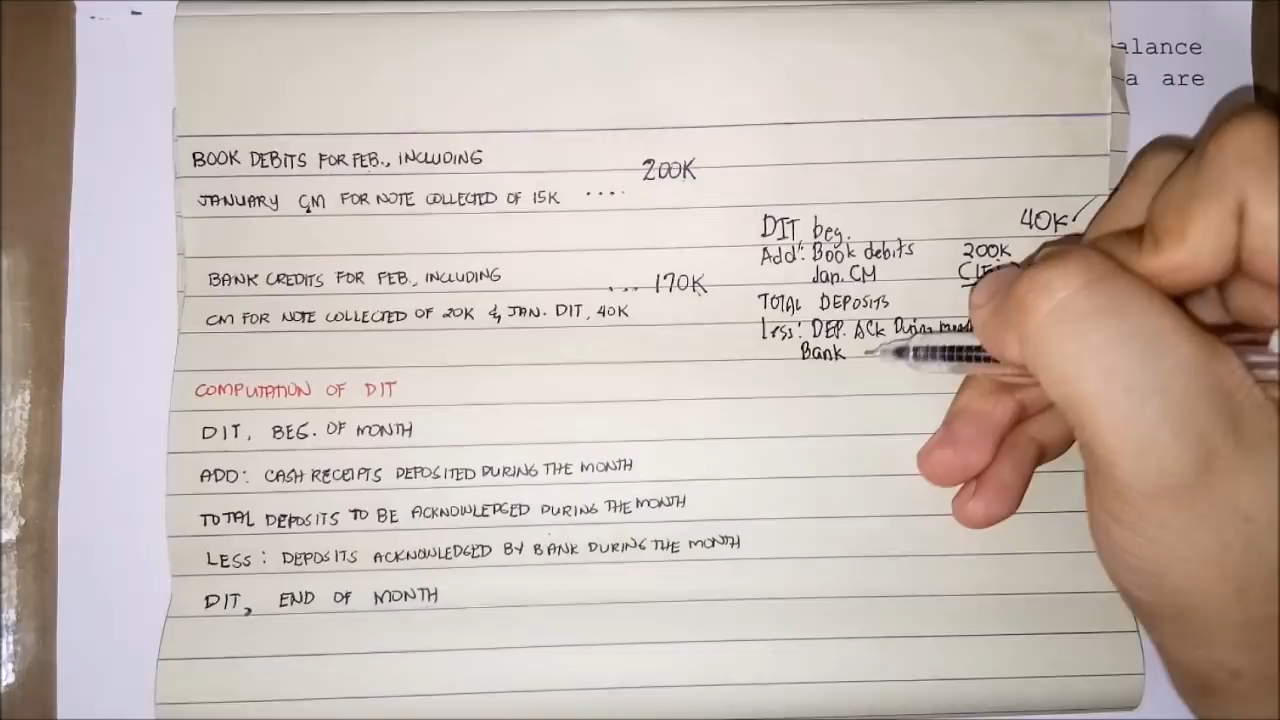 alance
a are
BOOK DEBITS FOR FEB., INCLUDING
JANUARY CM FOR NOTE COLLECTED OF 15K .... 200K
BANK CREDITS FOR FEB., INCLUDING
CM FOR NOTE COLLECTED OF 20K & JAN. DIT, 40K ... 170K
DIT beg. 40K
Add: Book debits 200K
Jan. CM
TOTAL DEPOSITS
less: DEP. ACK During
Bank
COMPUTATION OF DIT
DIT, BEG. OF MONTH
ADD: CASH RECEIPTS DEPOSITED DURING THE MONTH
TOTAL DEPOSITS TO BE ACKNOWLEDGED DURING THE MONTH
LESS: DEPOSITS ACKNOWLEDGED BY BANK DURING THE MONTH
DIT, END OF MONTH